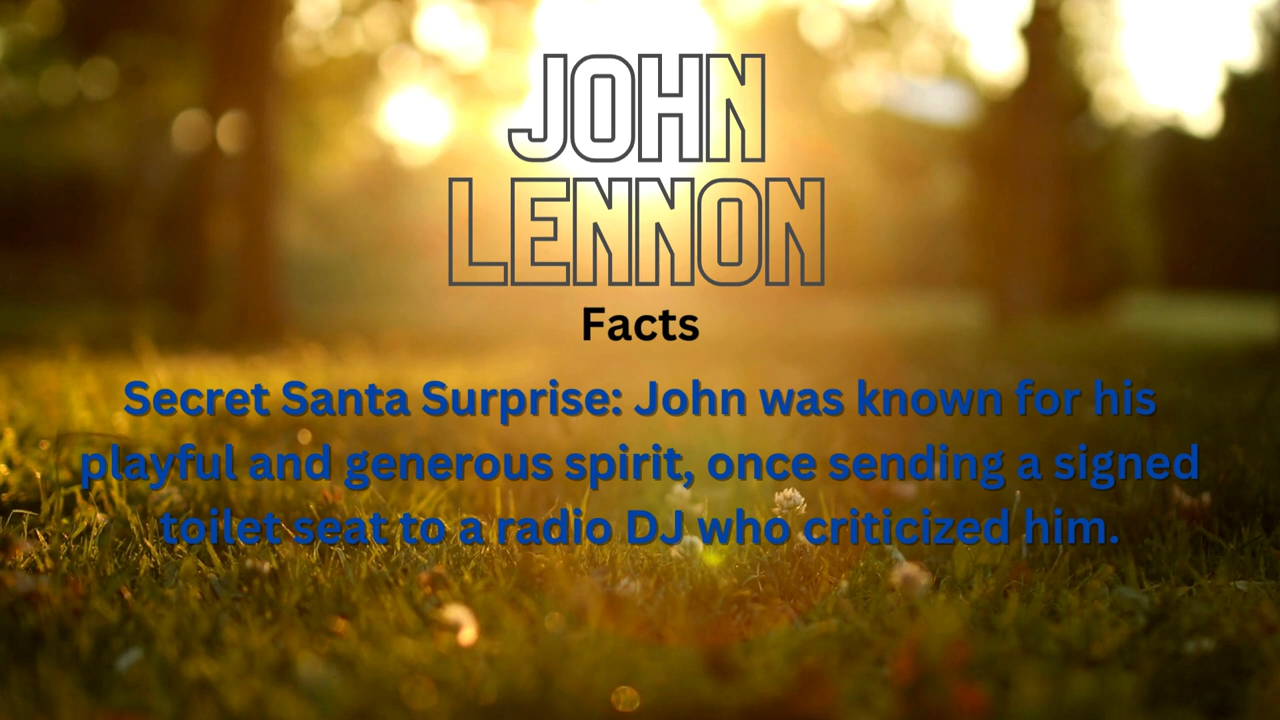 JOHN
LENNON
Facts
Secret Santa Surprise: John was known for his
playful and generous spirit, once sending a signed
toilet seat to a radio DJ who criticized him.